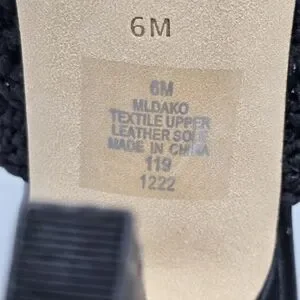 6M
6M
MLDAKO
TEXTILE UPPER
LEATHER SOLE
MADE IN CHINA
119
1222